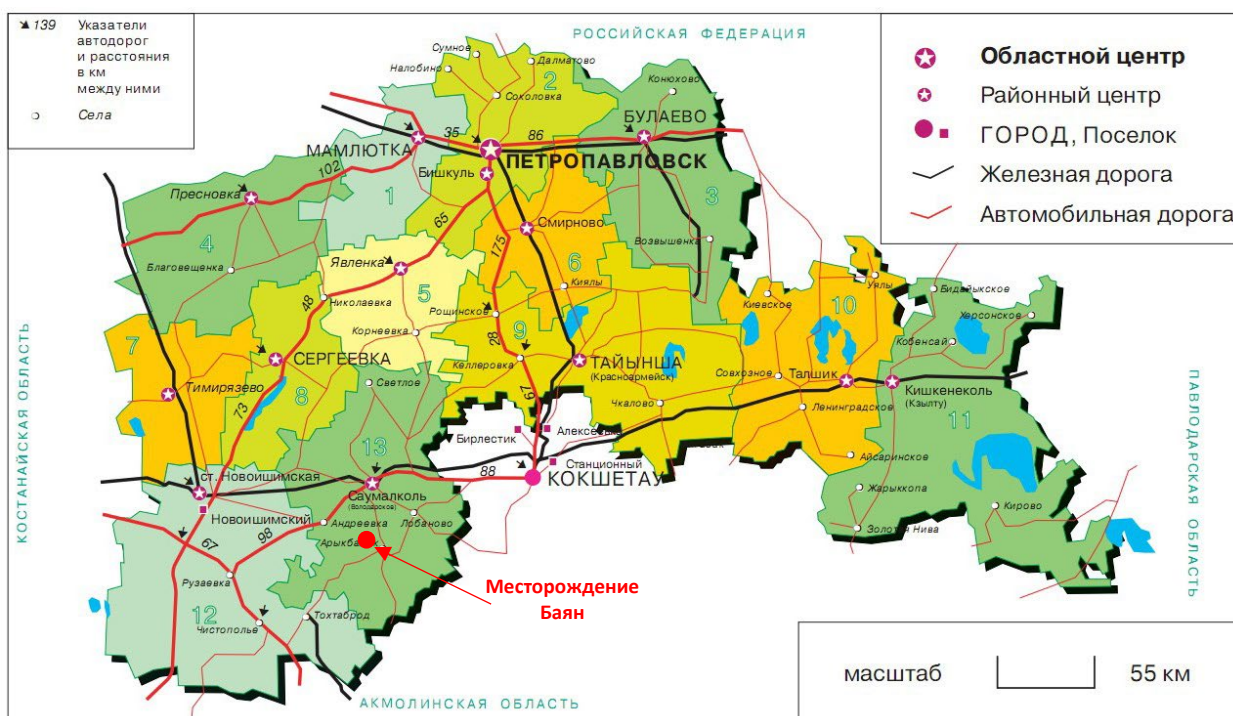 139
Указатели
автодорог
и расстояния
в км
между ними
Села
РОССИЙСКАЯ ФЕДЕРАЦИЯ
Областной центр
Районный центр
ГОРОД, Поселок
Железная дорога
Автомобильная дорога
Сумное
Налобино
Далматово
2
Соколовка
Конюхово
БУЛАЕВО
35
86
МАМЛЮТКА
ПЕТРОПАВЛОВСК
Бишкуль
102
Пресновка
1
3
65
Смирново
175
4
Возвышенка
Благовещенка
Явленка
6
Киялы
5
48
Николаевка
Рощинское
Корнеевка
Киевское
10
Уялы
Бидайыкское
Херсонское
Кобенсай
7
9
28
СЕРГЕЕВКА
Келлеровка
ТАЙЫНША
(Красноармейск)
Совхозное
Талшик
Кишкенеколь
(Кзылту)
Тимирязево
8
Светлое
67
73
Чкалово
Ленинградское
11
Бирлестик
13
Станционный
88
КОКШЕТАУ
Айсаринское
ст. Новоишимская
Саумалколь
(Володаровка)
Жарыккопа
Новоишимский
Андреевка
Лобаново
Золотая Нива
Кирово
67
98
Рузаевка
12
Чистополье
Тохтаброд
Месторождение
Баян
КОСТАНАЙСКАЯ ОБЛАСТЬ
ПАВЛОДАРСКАЯ ОБЛАСТЬ
АКМОЛИНСКАЯ ОБЛАСТЬ
масштаб
55 км